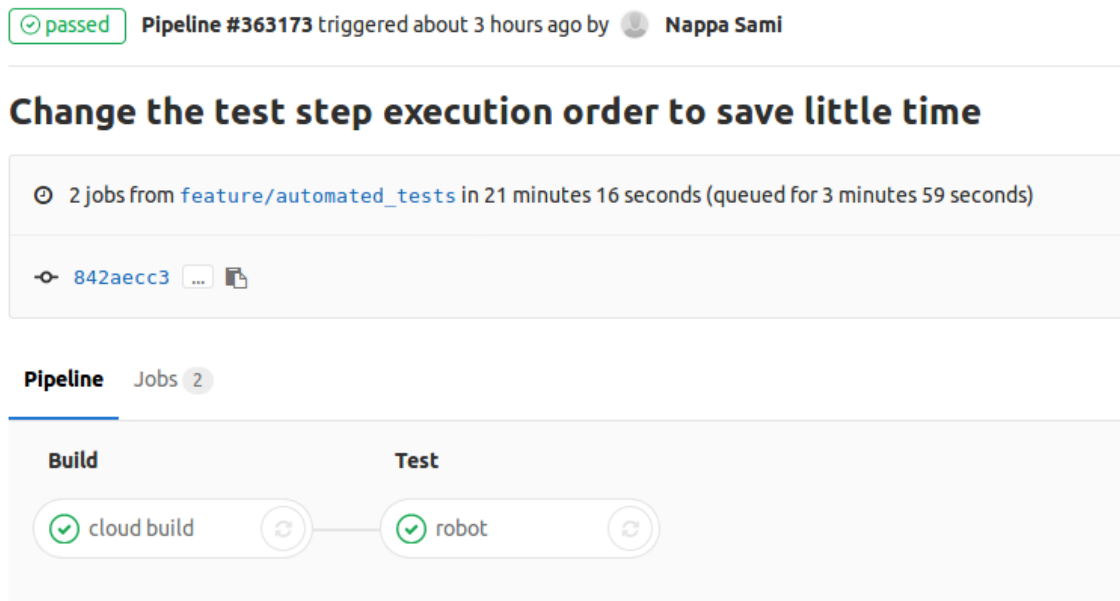 passed Pipeline #363173 triggered about 3 hours ago by Nappa Sami
Change the test step execution order to save little time
2 jobs from feature/automated_tests in 21 minutes 16 seconds (queued for 3 minutes 59 seconds)
842aecc3 ...
Pipeline Jobs 2
Build Test
cloud build robot